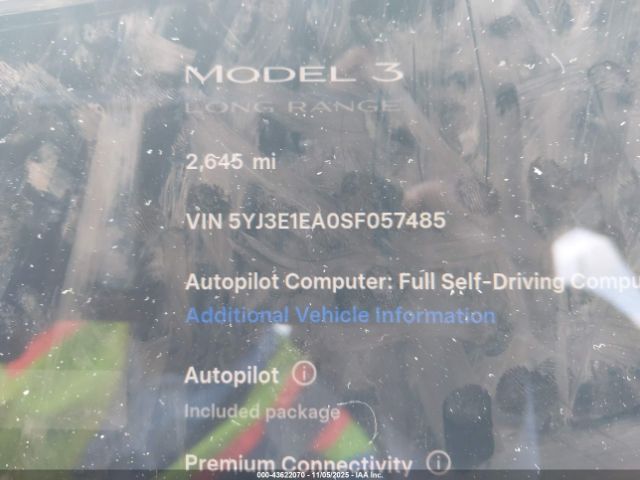 MODEL 3
LONG RANGE
2,645 mi
VIN 5YJ3E1EA0SF057485
Autopilot Computer: Full Self-Driving Compu
Additional Vehicle Information
Autopilot
Included package
Premium Connectivity
000-43622070 - 11/05/2025 - IAA Inc.